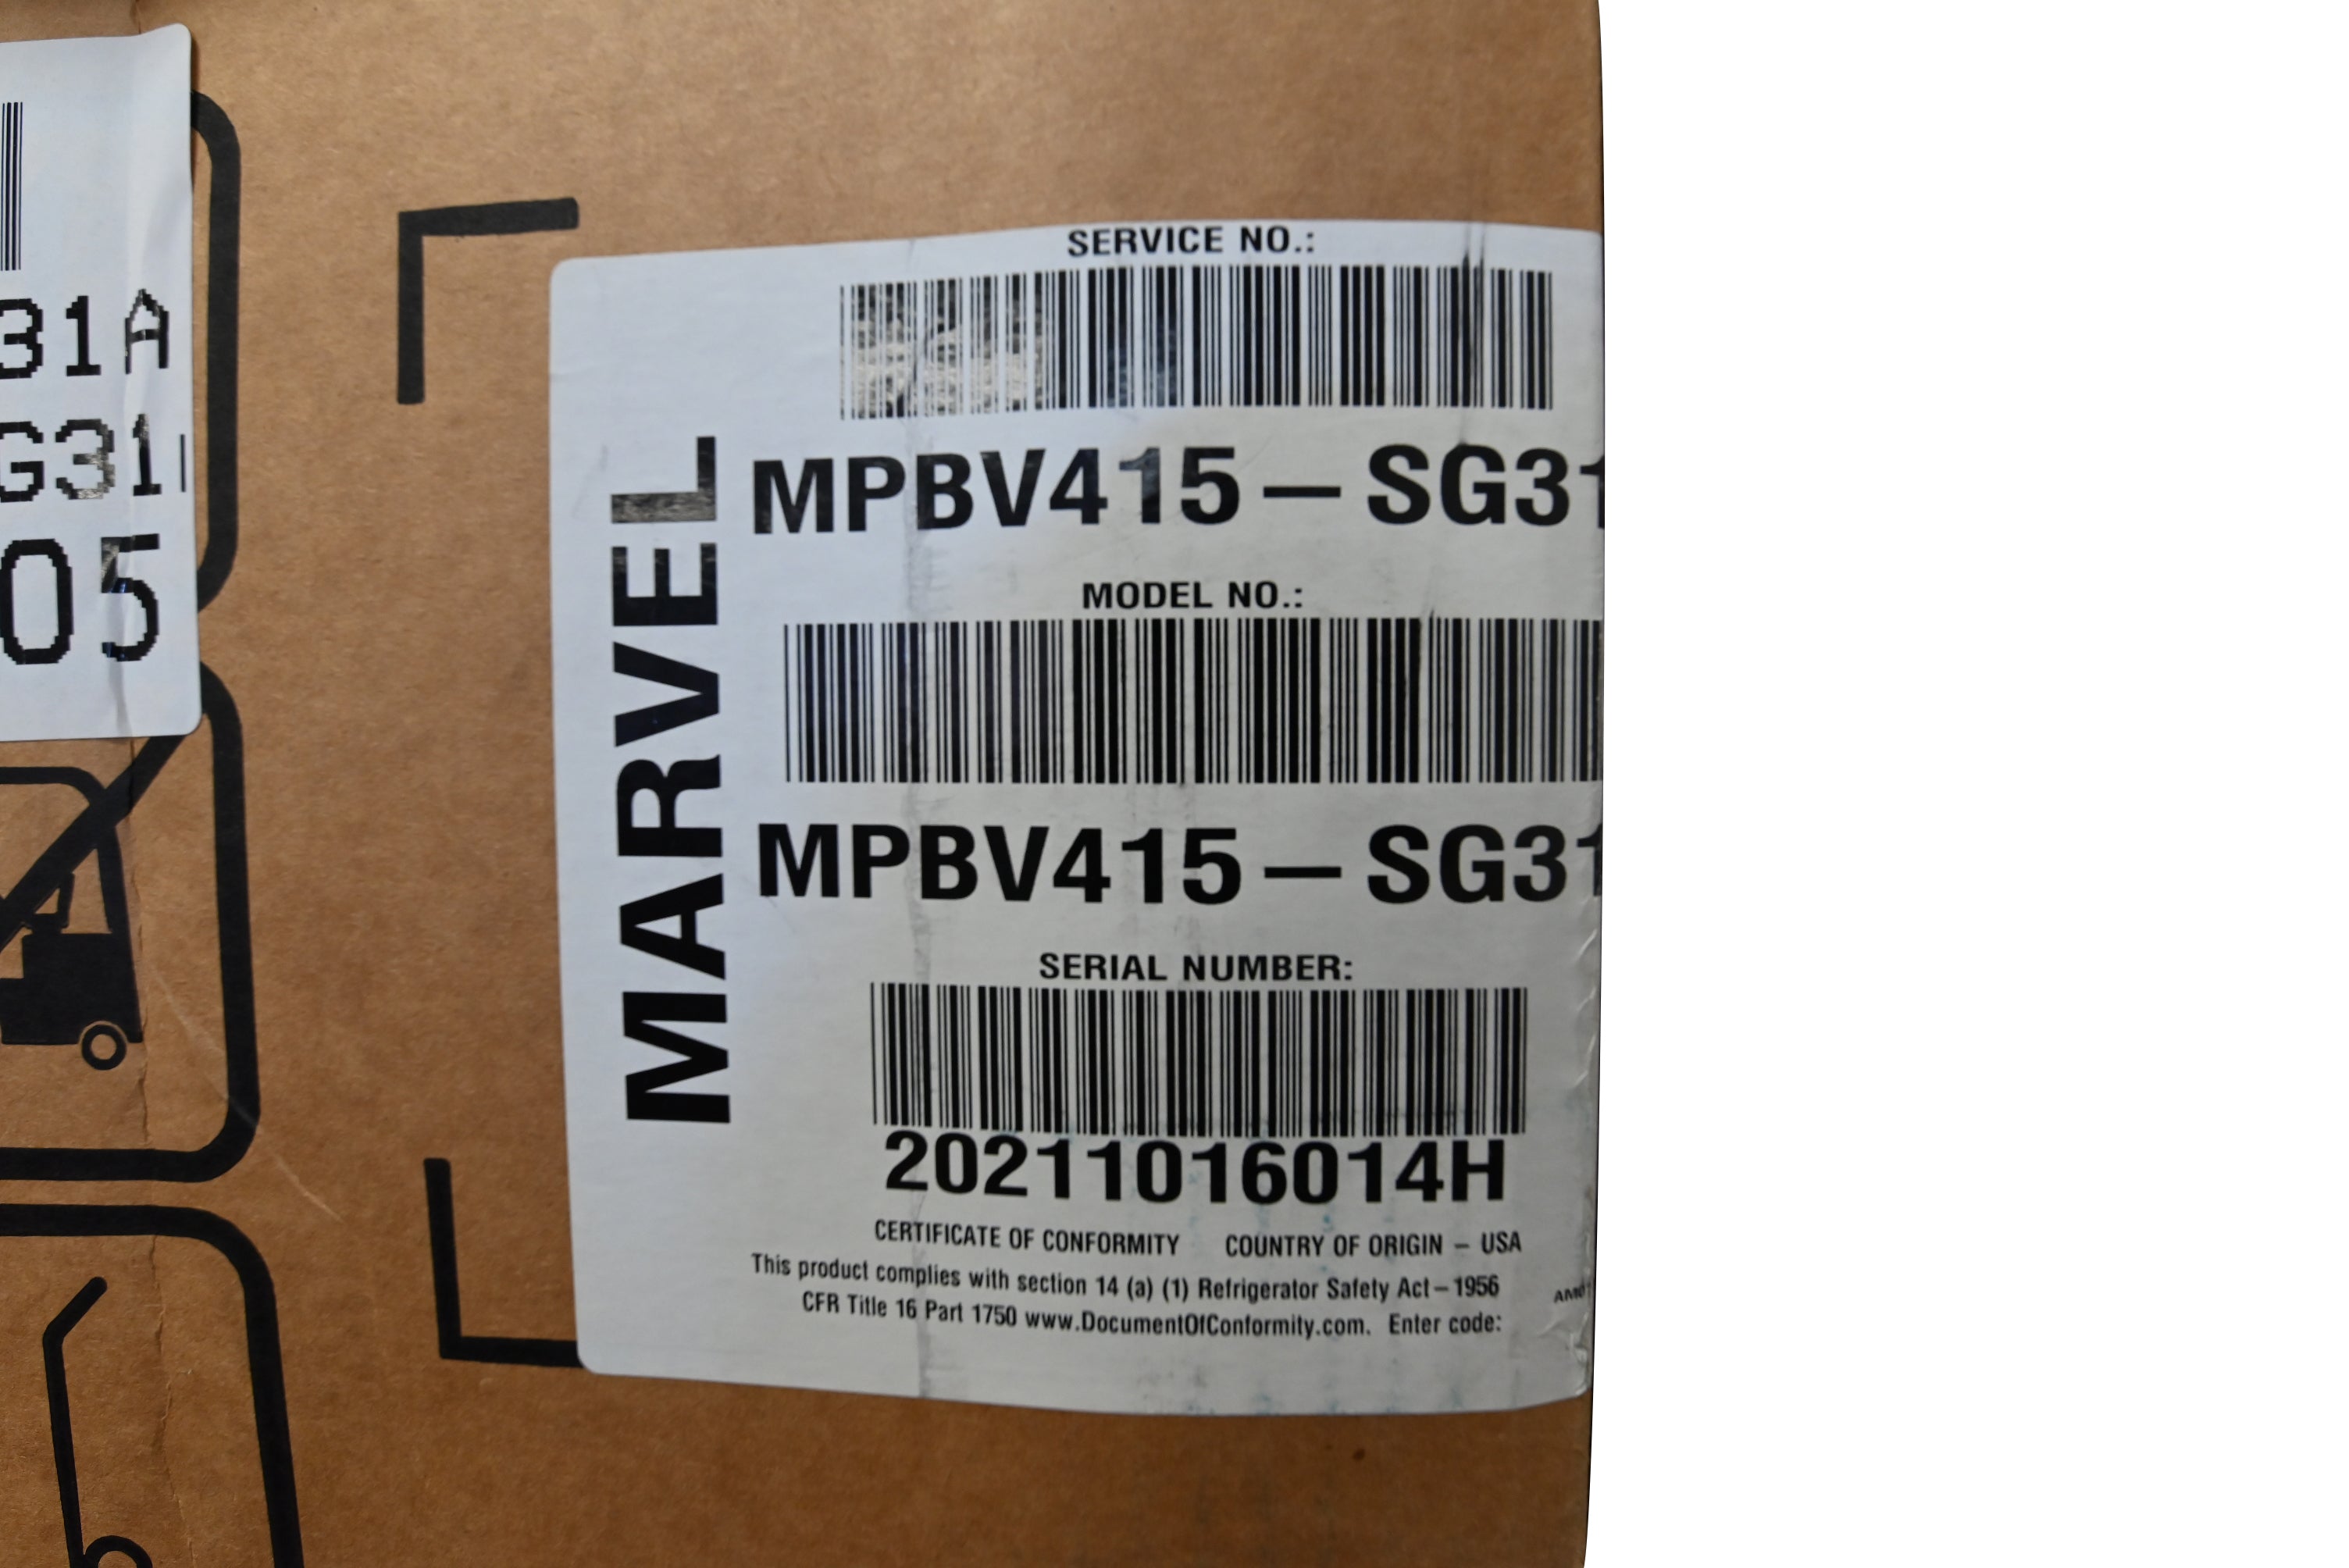 31A
G31
05
MARVEL
SERVICE NO.:
MPBV415-SG31
MODEL NO.:
MPBV415-SG31
SERIAL NUMBER:
20211016014H
CERTIFICATE OF CONFORMITY COUNTRY OF ORIGIN - USA
This product complies with section 14 (a) (1) Refrigerator Safety Act-1956
CFR Title 16 Part 1750 www.DocumentOfConformity.com. Enter code: